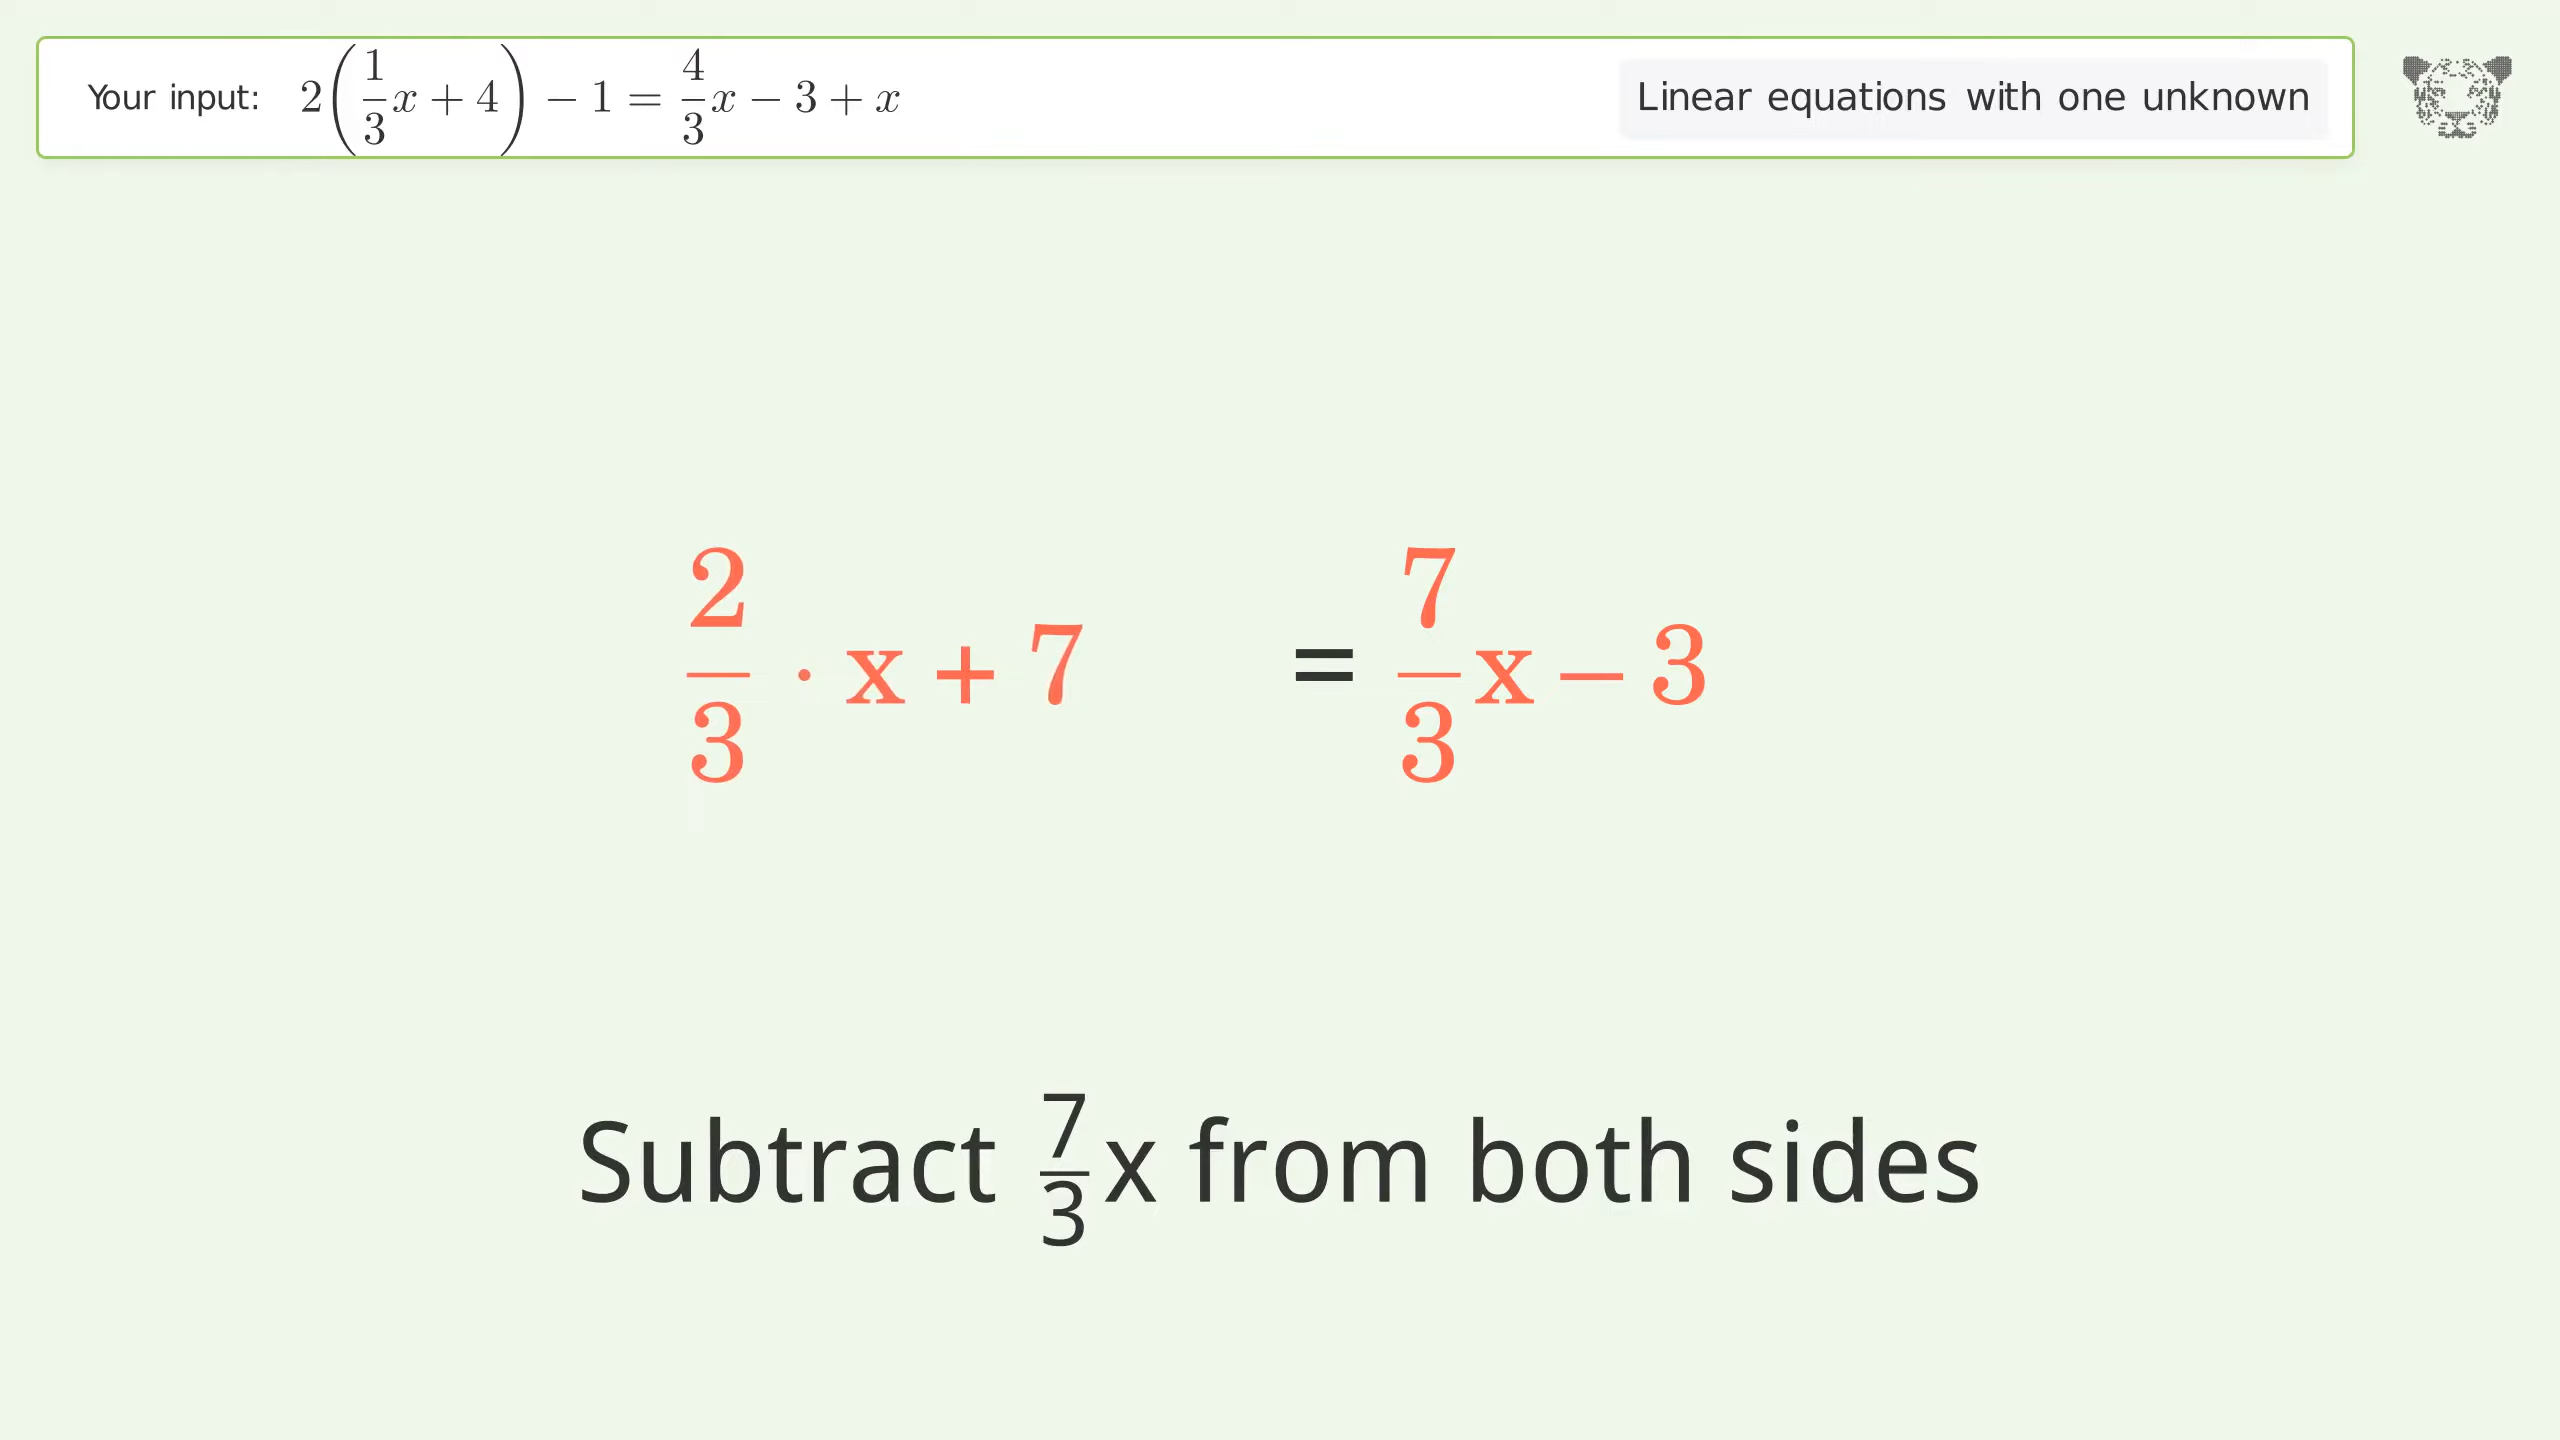 Your input: 2(1/3x + 4) − 1 = 4/3x − 3 + x
Linear equations with one unknown
2/3 · x + 7 = 7/3x − 3
Subtract 7/3x from both sides